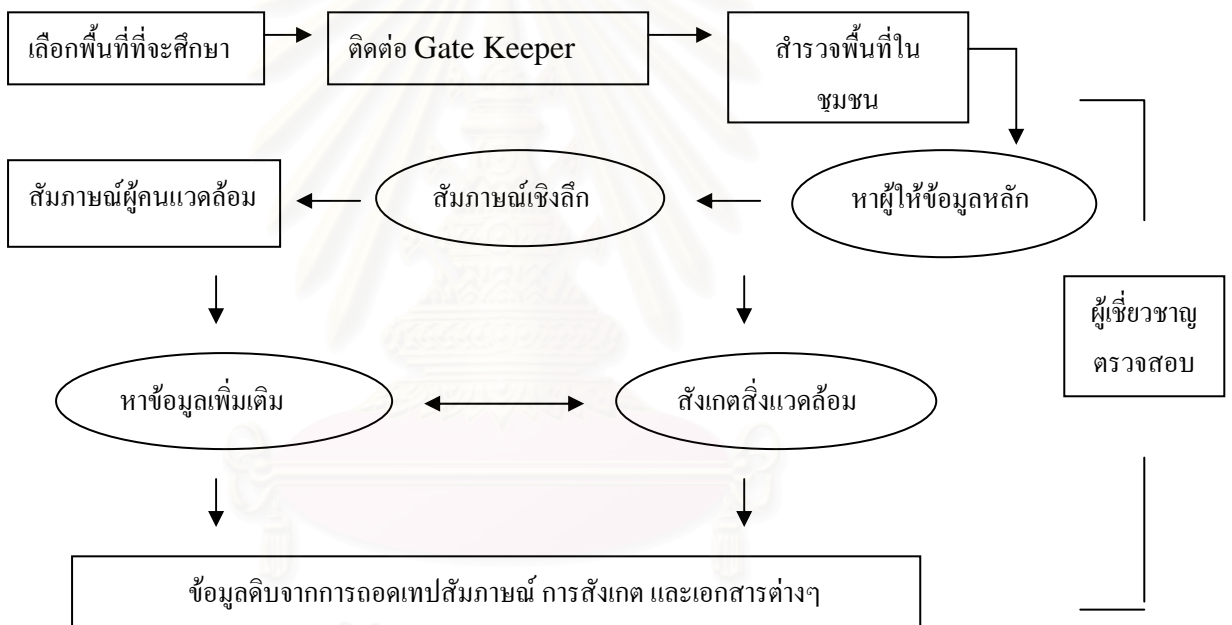 เลือกพื้นที่ที่จะศึกษา
ติดต่อ Gate Keeper
สำรวจพื้นที่ใน
ชุมชน
สัมภาษณ์ผู้คนแวดล้อม
สัมภาษณ์เชิงลึก
หาผู้ให้ข้อมูลหลัก
ผู้เชี่ยวชาญ
ตรวจสอบ
หาข้อมูลเพิ่มเติม
สังเกตสิ่งแวดล้อม
ข้อมูลดิบจากการถอดเทปสัมภาษณ์ การสังเกต และเอกสารต่างๆ